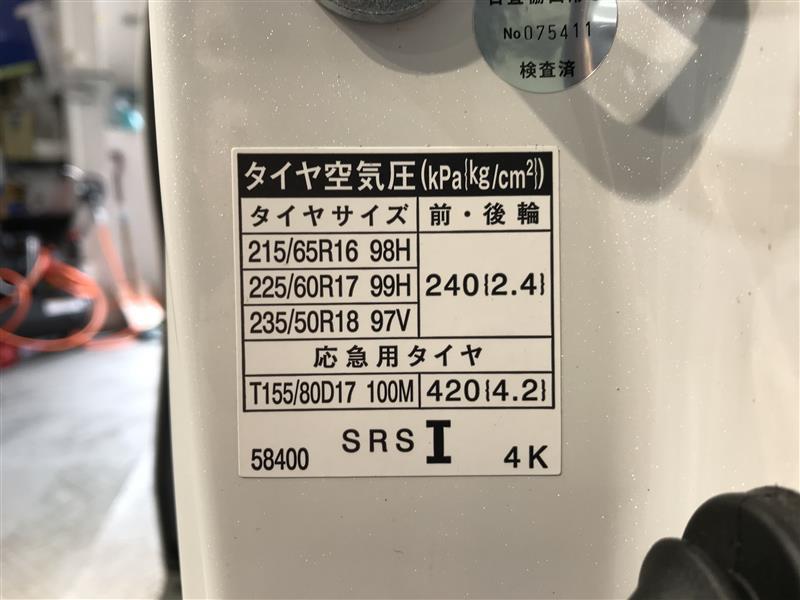 No075411
検査済
タイヤ空気圧(kPa{kg/cm²})
タイヤサイズ 前・後輪
215/65R16 98H
225/60R17 99H 240{2.4}
235/50R18 97V
応急用タイヤ
T155/80D17 100M 420{4.2}
58400 SRS I 4K